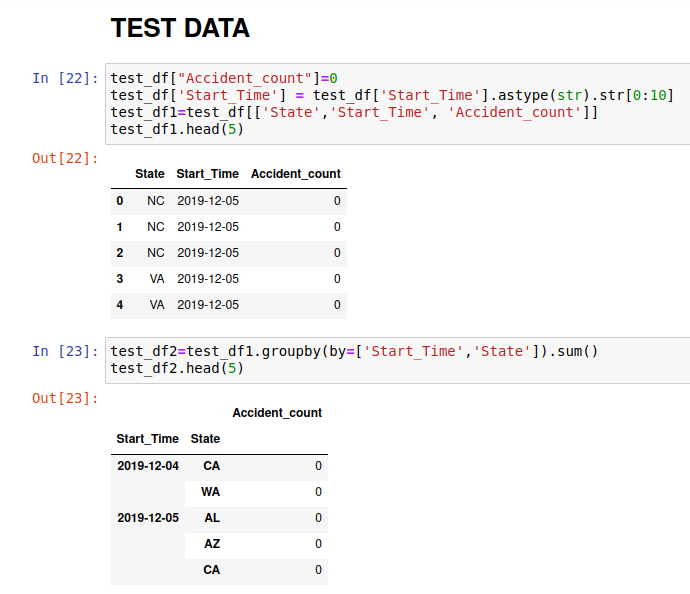 TEST DATA
In [22]:
test_df["Accident_count"]=0
test_df['Start_Time'] = test_df['Start_Time'].astype(str).str[0:10]
test_df1=test_df[['State','Start_Time', 'Accident_count']]
test_df1.head(5)
Out[22]:
State Start_Time Accident_count
0 NC 2019-12-05 0
1 NC 2019-12-05 0
2 NC 2019-12-05 0
3 VA 2019-12-05 0
4 VA 2019-12-05 0
In [23]:
test_df2=test_df1.groupby(by=['Start_Time','State']).sum()
test_df2.head(5)
Out[23]:
Accident_count
Start_Time State
2019-12-04 CA 0
WA 0
2019-12-05 AL 0
AZ 0
CA 0